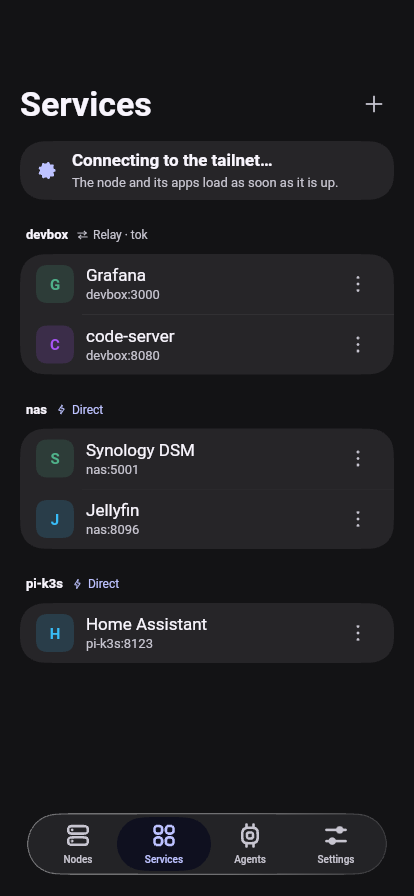 Services
Connecting to the tailnet…
The node and its apps load as soon as it is up.
devbox Relay · tok
G Grafana
devbox:3000
C code-server
devbox:8080
nas Direct
S Synology DSM
nas:5001
J Jellyfin
nas:8096
pi-k3s Direct
H Home Assistant
pi-k3s:8123
Nodes Services Agents Settings